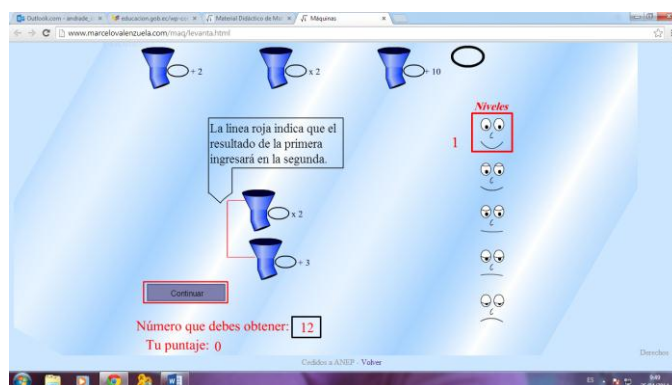 Outlook.com - andrade_
educacion.gob.ec/wp-co
Material Didáctico de Ma
Máquinas
www.marcelovalenzuela.com/maq/levanta.html
+ 2
x 2
+ 10
Niveles
1
La linea roja indica que el
resultado de la primera
ingresará en la segunda.
x 2
+ 3
Continuar
Número que debes obtener: 12
Tu puntaje: 0
Derechos
Cedidos a ANEP - Volver
ES